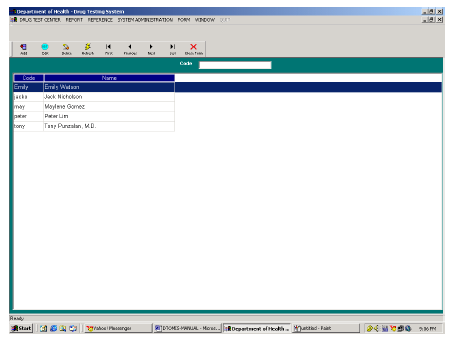 Department of Health - Drug Testing System
DRUG TEST CENTER REPORT REFERENCE SYSTEM ADMINISTRATION FORM WINDOW EXIT
Add Edit Delete Refresh First Previous Next Last Close Form
Code
Code Name
Emily Emily Watson
jacko Jack Nicholson
may Maylene Gomez
peter Peter Lim
tony Tony Punzalan, M.D.
Ready
Start Yahoo! Messenger DTOMIS-MANUAL - Micros... Department of Health ... untitled - Paint 5:06 PM